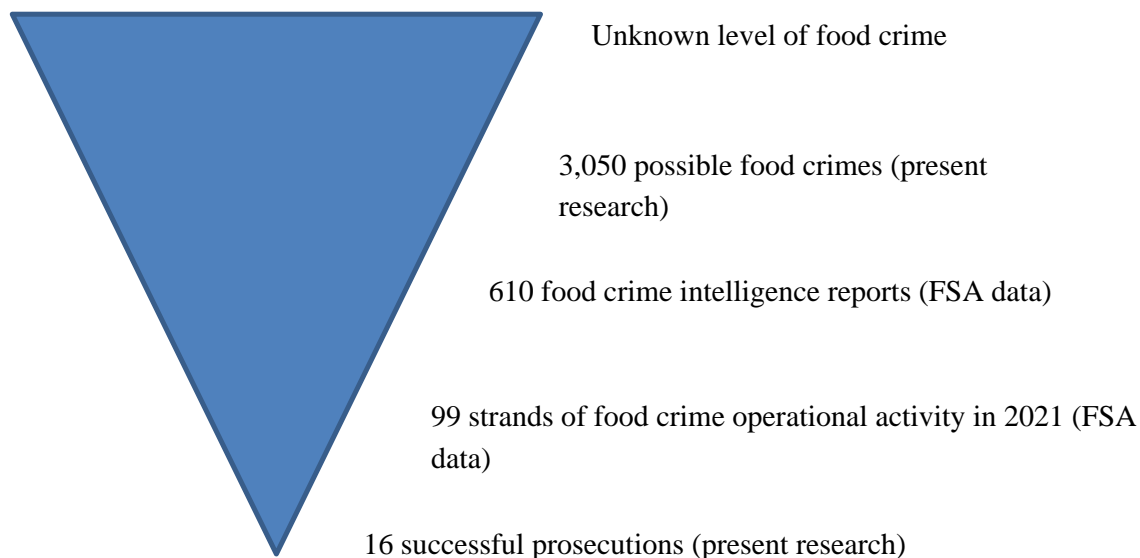 Unknown level of food crime
3,050 possible food crimes (present
research)
610 food crime intelligence reports (FSA data)
99 strands of food crime operational activity in 2021 (FSA
data)
16 successful prosecutions (present research)